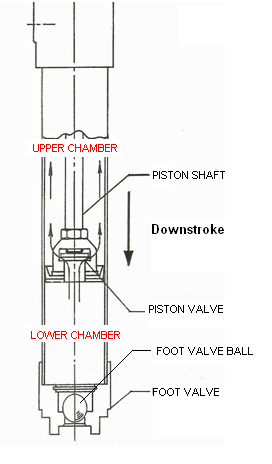 UPPER CHAMBER
PISTON SHAFT
Downstroke
PISTON VALVE
LOWER CHAMBER
FOOT VALVE BALL
FOOT VALVE